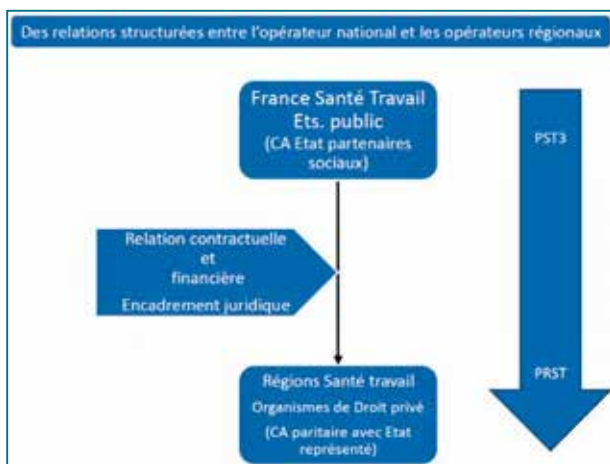 Des relations structurées entre l'opérateur national et les opérateurs régionaux
France Santé Travail
Ets. public
(CA Etat partenaires
sociaux)
PST3
Relation contractuelle
et
financière
Encadrement juridique
PRST
Régions Santé travail
Organismes de Droit privé
(CA paritaire avec Etat
représenté)